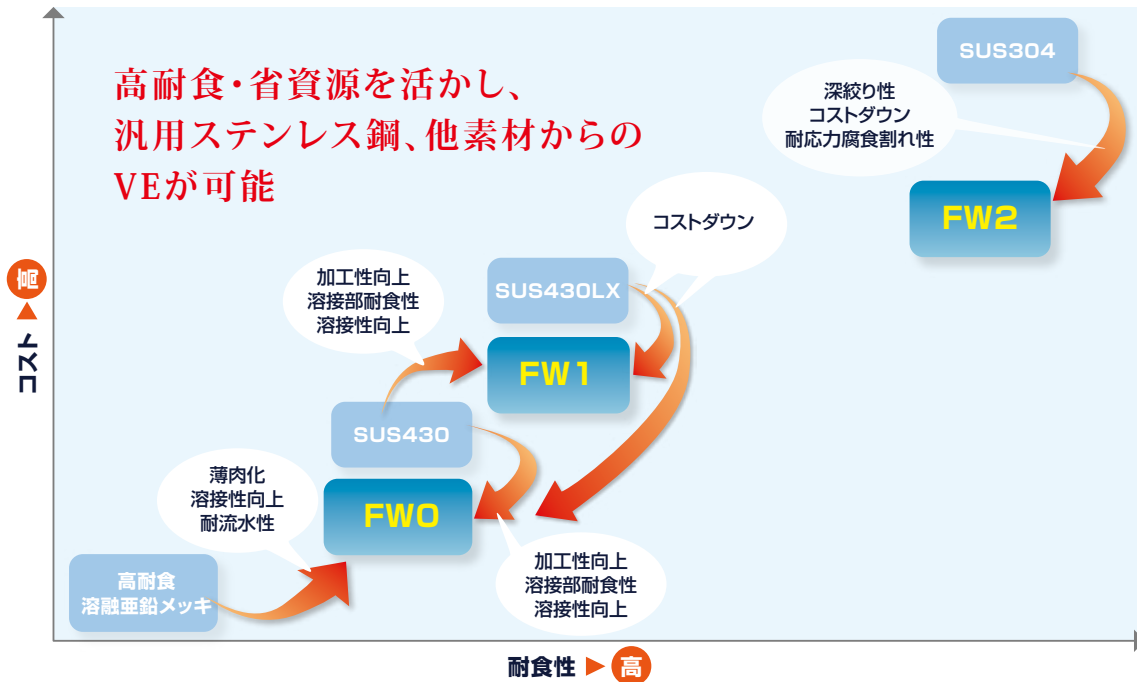 高耐食・省資源を活かし、
汎用ステンレス鋼、他素材からの
VEが可能
SUS304
深絞り性
コストダウン
耐応力腐食割れ性
FW2
コストダウン
加工性向上
溶接部耐食性
溶接性向上
SUS430LX
FW1
高
コスト
SUS430
薄肉化
溶接性向上
耐流水性
FW0
加工性向上
溶接部耐食性
溶接性向上
高耐食
溶融亜鉛メッキ
耐食性
高